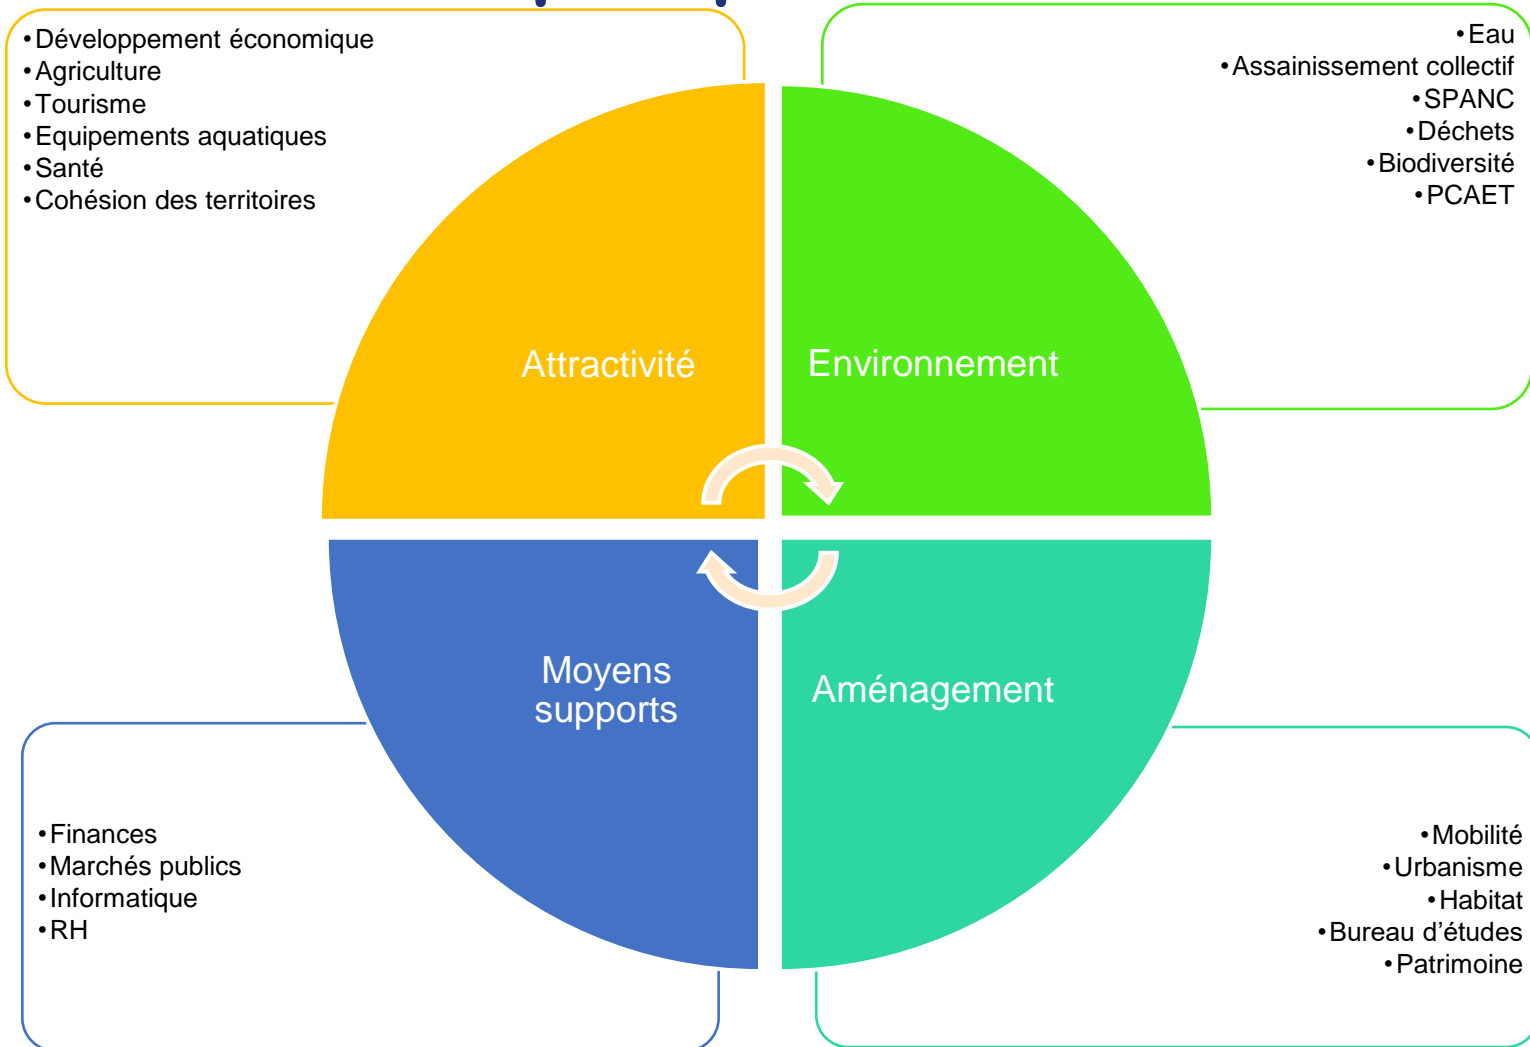 •Développement économique
•Agriculture
•Tourisme
•Equipements aquatiques
•Santé
•Cohésion des territoires
•Eau
•Assainissement collectif
•SPANC
•Déchets
•Biodiversité
•PCAET
Attractivité
Environnement
Moyens
supports
Aménagement
•Finances
•Marchés publics
•Informatique
•RH
•Mobilité
•Urbanisme
•Habitat
•Bureau d’études
•Patrimoine